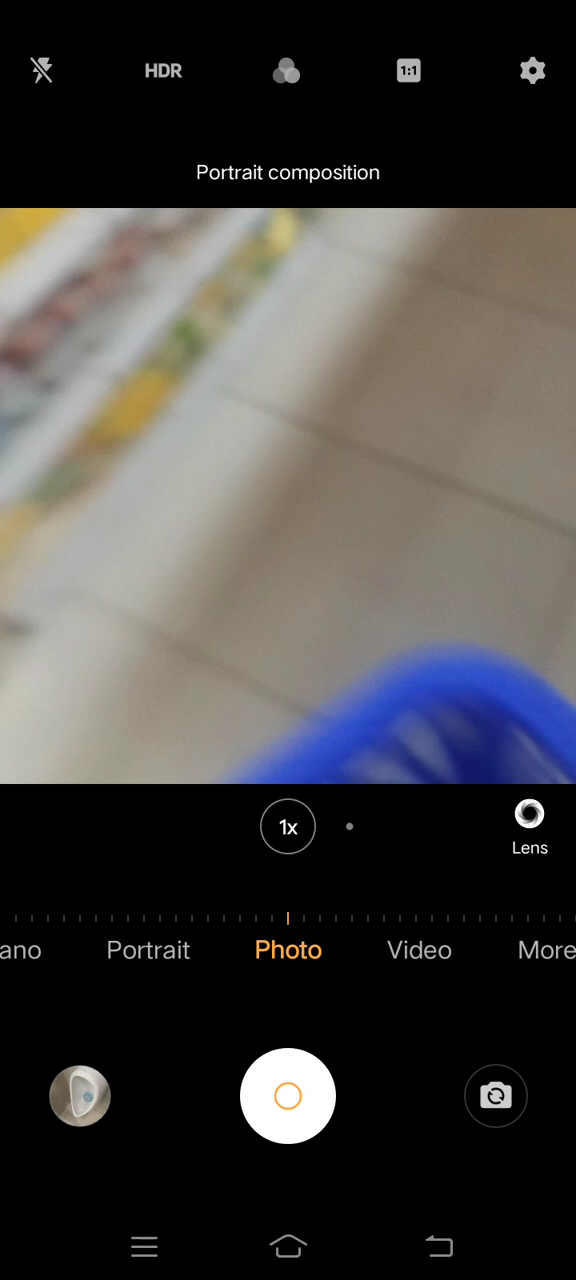 HDR
1:1
Portrait composition
1x
Lens
ano
Portrait
Photo
Video
More